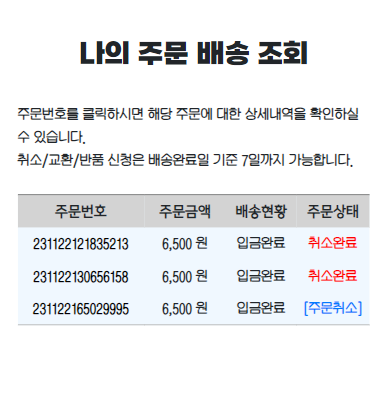 나의 주문 배송 조회
주문번호를 클릭하시면 해당 주문에 대한 상세내역을 확인하실
수 있습니다.
취소/교환/반품 신청은 배송완료일 기준 7일까지 가능합니다.
주문번호 주문금액 배송현황 주문상태
231122121835213 6,500 원 입금완료 취소완료
231122130656158 6,500 원 입금완료 취소완료
231122165029995 6,500 원 입금완료 [주문취소]